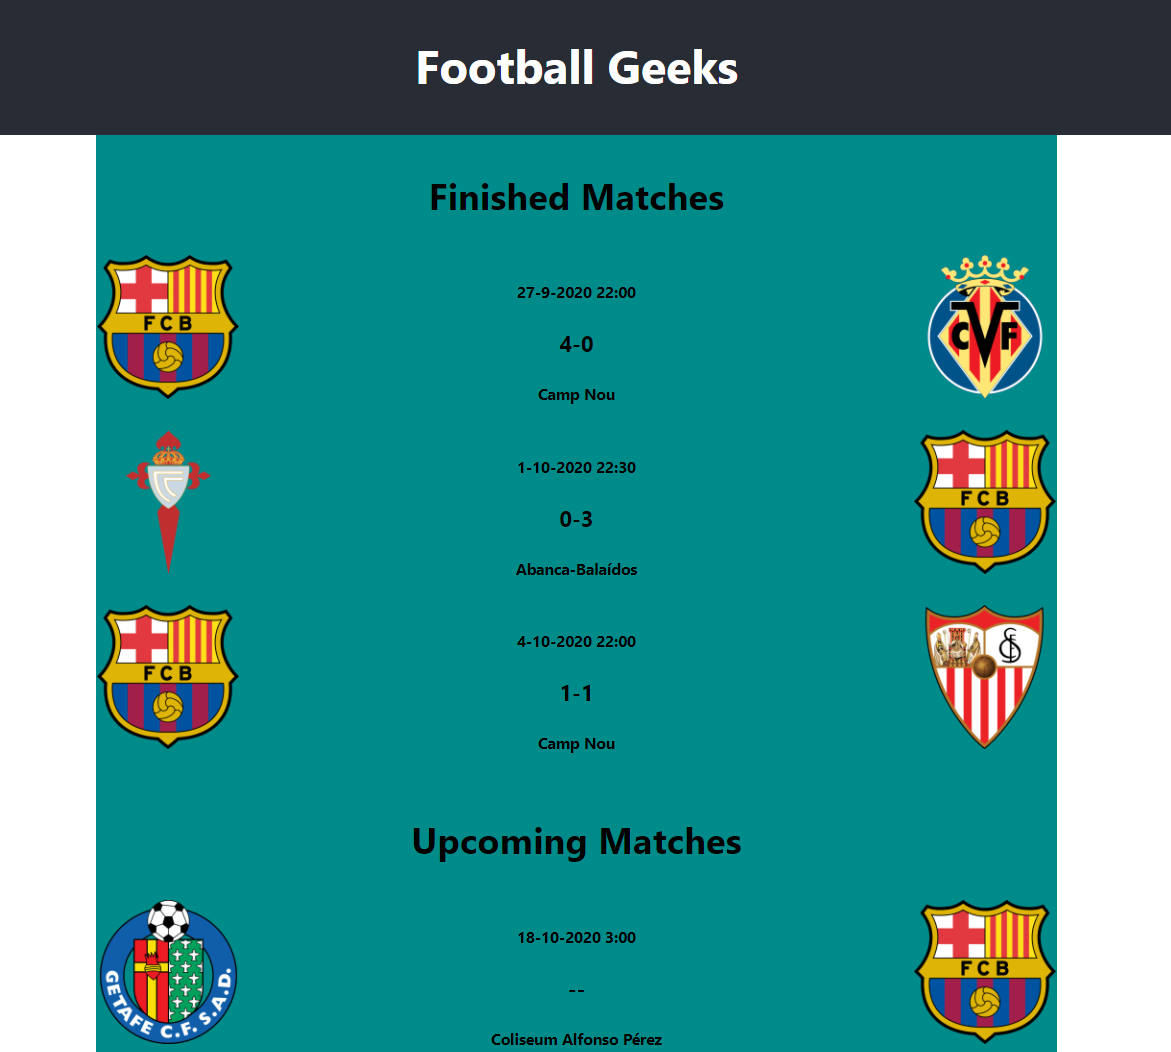 Football Geeks
Finished Matches
FCB
27-9-2020 22:00
CVF
4-0
Camp Nou
1-10-2020 22:30
FCB
0-3
Abanca-Balaídos
FCB
4-10-2020 22:00
1-1
Camp Nou
Upcoming Matches
GETAFE C.F. S.A.D.
18-10-2020 3:00
FCB
--
Coliseum Alfonso Pérez